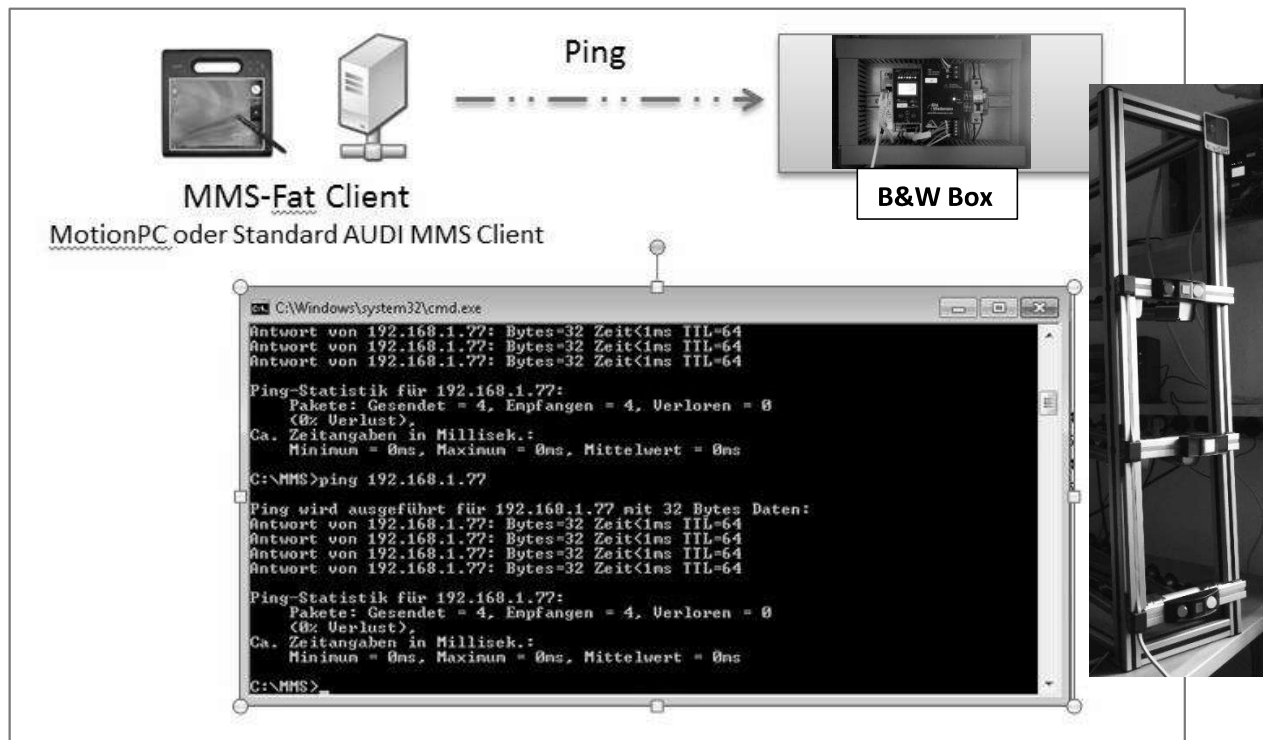 Ping
B&W Box
MMS-Fat Client
MotionPC oder Standard AUDI MMS Client
C:\Windows\system32\cmd.exe
Antwort von 192.168.1.77: Bytes=32 Zeit<1ms TTL=64
Antwort von 192.168.1.77: Bytes=32 Zeit<1ms TTL=64
Antwort von 192.168.1.77: Bytes=32 Zeit<1ms TTL=64
Ping-Statistik für 192.168.1.77:
Pakete: Gesendet = 4, Empfangen = 4, Verloren = 0
(0% Verlust),
Ca. Zeitangaben in Millisek.:
Minimum = 0ms, Maximum = 0ms, Mittelwert = 0ms
C:\MMS>ping 192.168.1.77
Ping wird ausgeführt für 192.168.1.77 mit 32 Bytes Daten:
Antwort von 192.168.1.77: Bytes=32 Zeit<1ms TTL=64
Antwort von 192.168.1.77: Bytes=32 Zeit<1ms TTL=64
Antwort von 192.168.1.77: Bytes=32 Zeit<1ms TTL=64
Antwort von 192.168.1.77: Bytes=32 Zeit<1ms TTL=64
Ping-Statistik für 192.168.1.77:
Pakete: Gesendet = 4, Empfangen = 4, Verloren = 0
(0% Verlust),
Ca. Zeitangaben in Millisek.:
Minimum = 0ms, Maximum = 0ms, Mittelwert = 0ms
C:\MMS>_